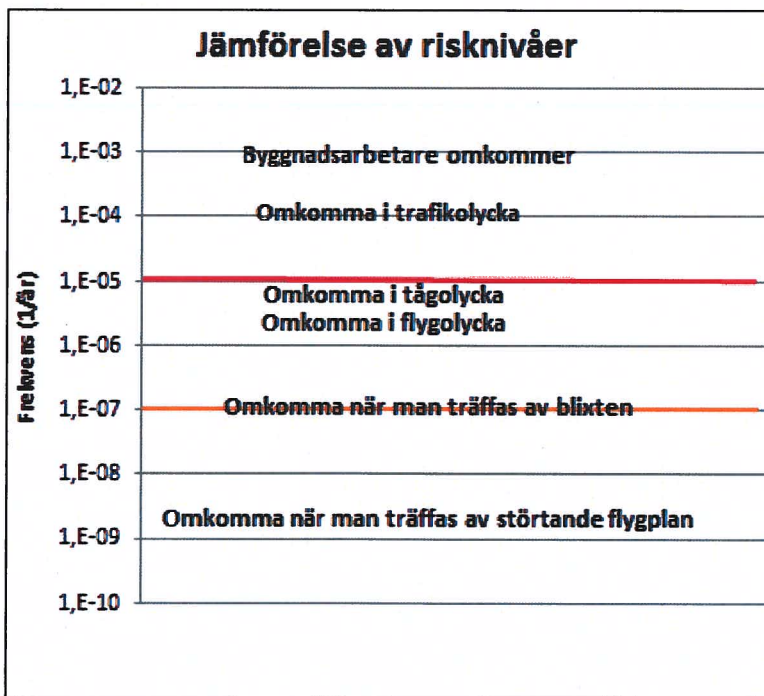 Jämförelse av risknivåer
1,E-02
1,E-03
Byggnadsarbetare omkommer
1,E-04
Omkomma i trafikolycka
1,E-05
Omkomma i tågolycka
Omkomma i flygolycka
1,E-06
1,E-07
Omkomma när man träffas av blixten
1,E-08
Omkomma när man träffas av störtande flygplan
1,E-09
1,E-10
Frekvens (1/år)